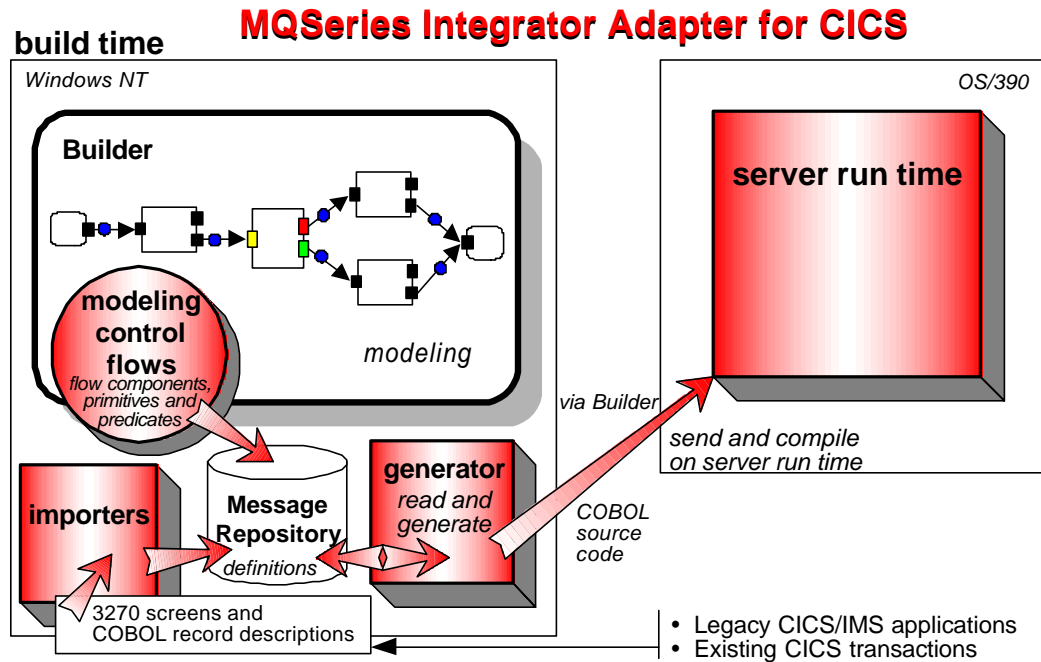 MQSeries Integrator Adapter for CICS
build time
Windows NT
OS/390
Builder
server run time
modeling
control
flows
flow components,
primitives and
predicates
modeling
via Builder
send and compile
on server run time
importers
Message
Repository
definitions
generator
read and
generate
COBOL
source
code
3270 screens and
COBOL record descriptions
• Legacy CICS/IMS applications
• Existing CICS transactions